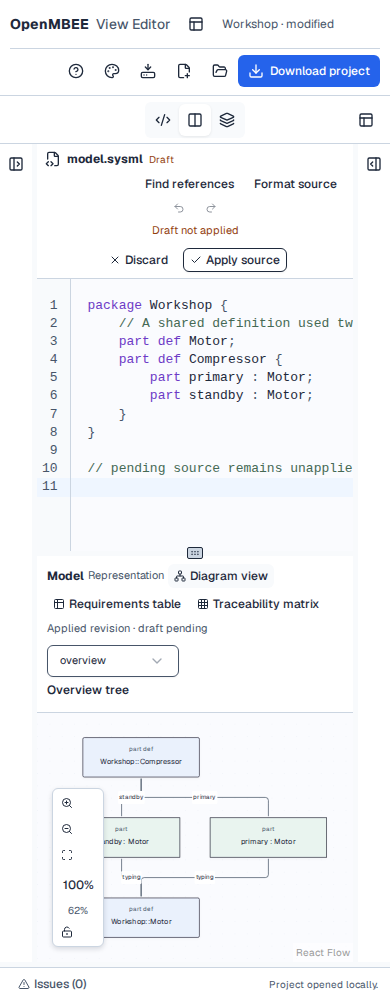 OpenMBEE View Editor Workshop · modified
Download project
model.sysml Draft
Find references Format source
Draft not applied
Discard Apply source
1 package Workshop {
2 // A shared definition used tw
3 part def Motor;
4 part def Compressor {
5 part primary : Motor;
6 part standby : Motor;
7 }
8 }
9
10 // pending source remains unapplie
11
Model Representation Diagram view
Requirements table Traceability matrix
Applied revision · draft pending
overview
Overview tree
part def
Workshop::Compressor
standby primary
part part
ndby : Motor primary : Motor
typing typing
part def
Workshop::Motor
100%
62%
React Flow
Issues (0) Project opened locally.